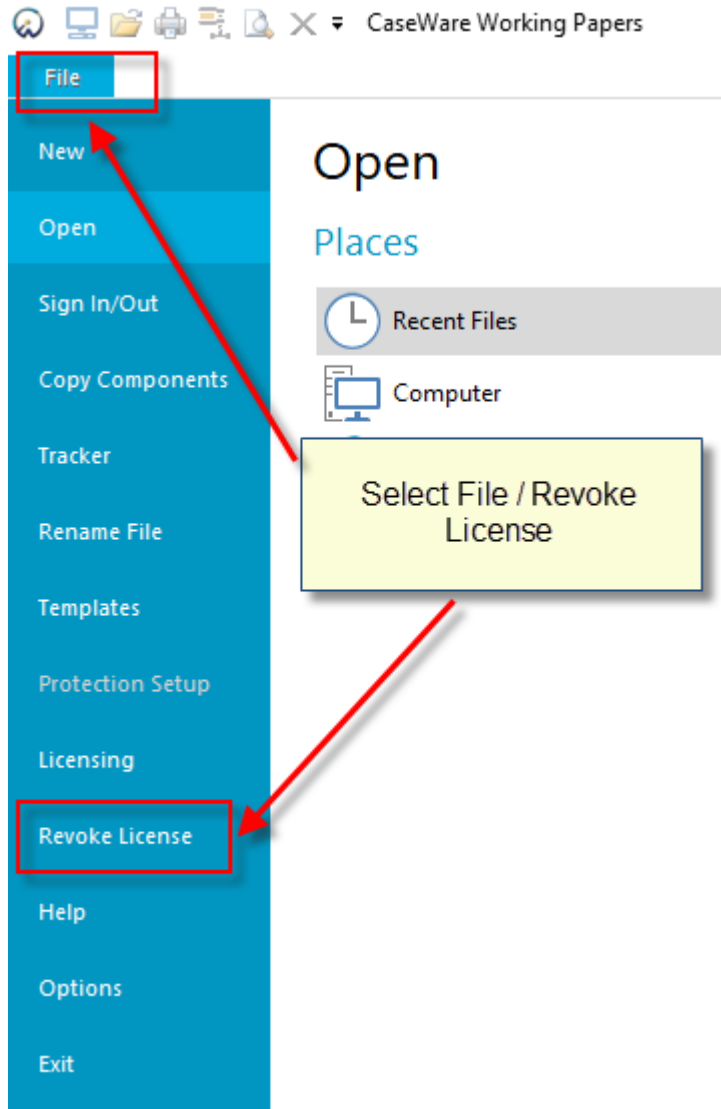 CaseWare Working Papers
File
New
Open
Sign In/Out
Copy Components
Tracker
Rename File
Templates
Protection Setup
Licensing
Revoke License
Help
Options
Exit
Open
Places
Recent Files
Computer
Select File / Revoke
License